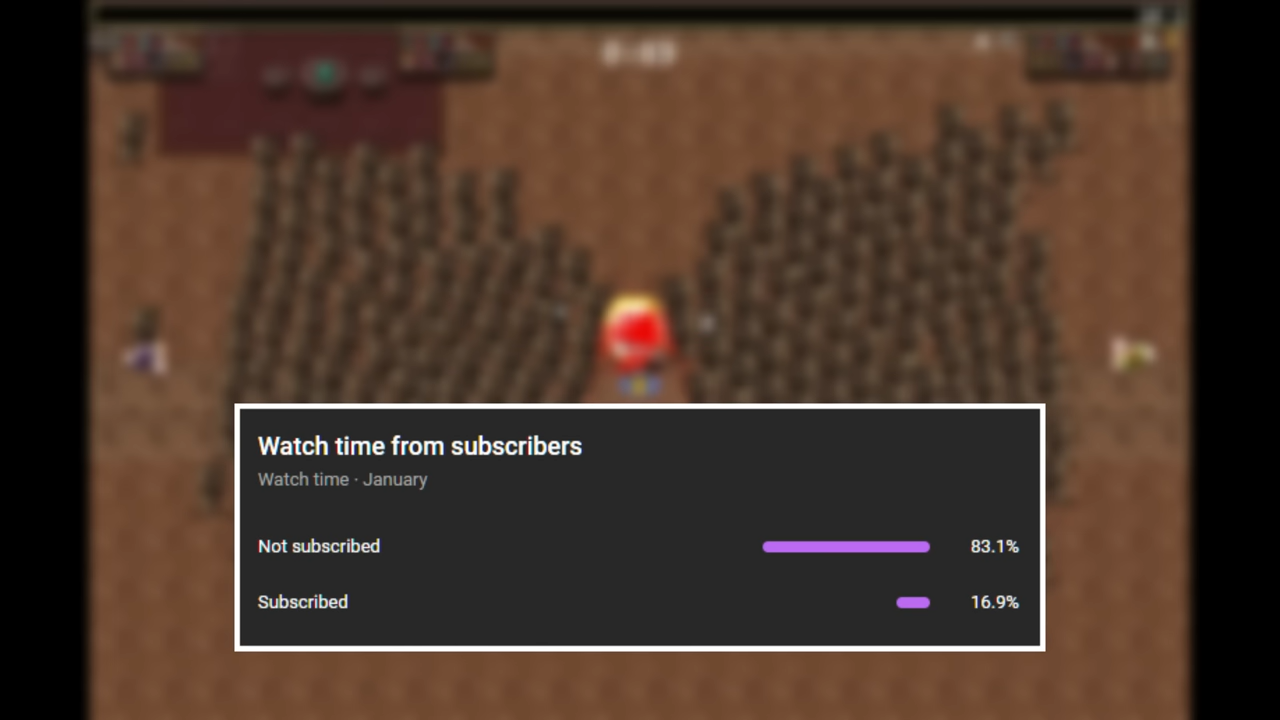 Watch time from subscribers
Watch time · January
Not subscribed 83.1%
Subscribed 16.9%